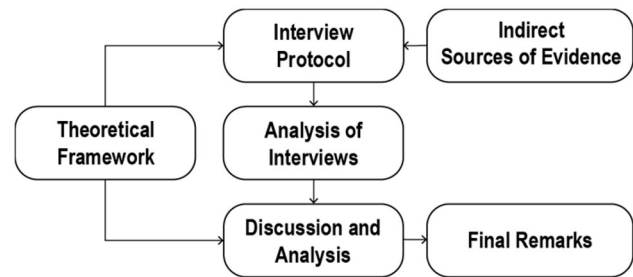 Interview
Protocol
Indirect
Sources of Evidence
Theoretical
Framework
Analysis of
Interviews
Discussion and
Analysis
Final Remarks